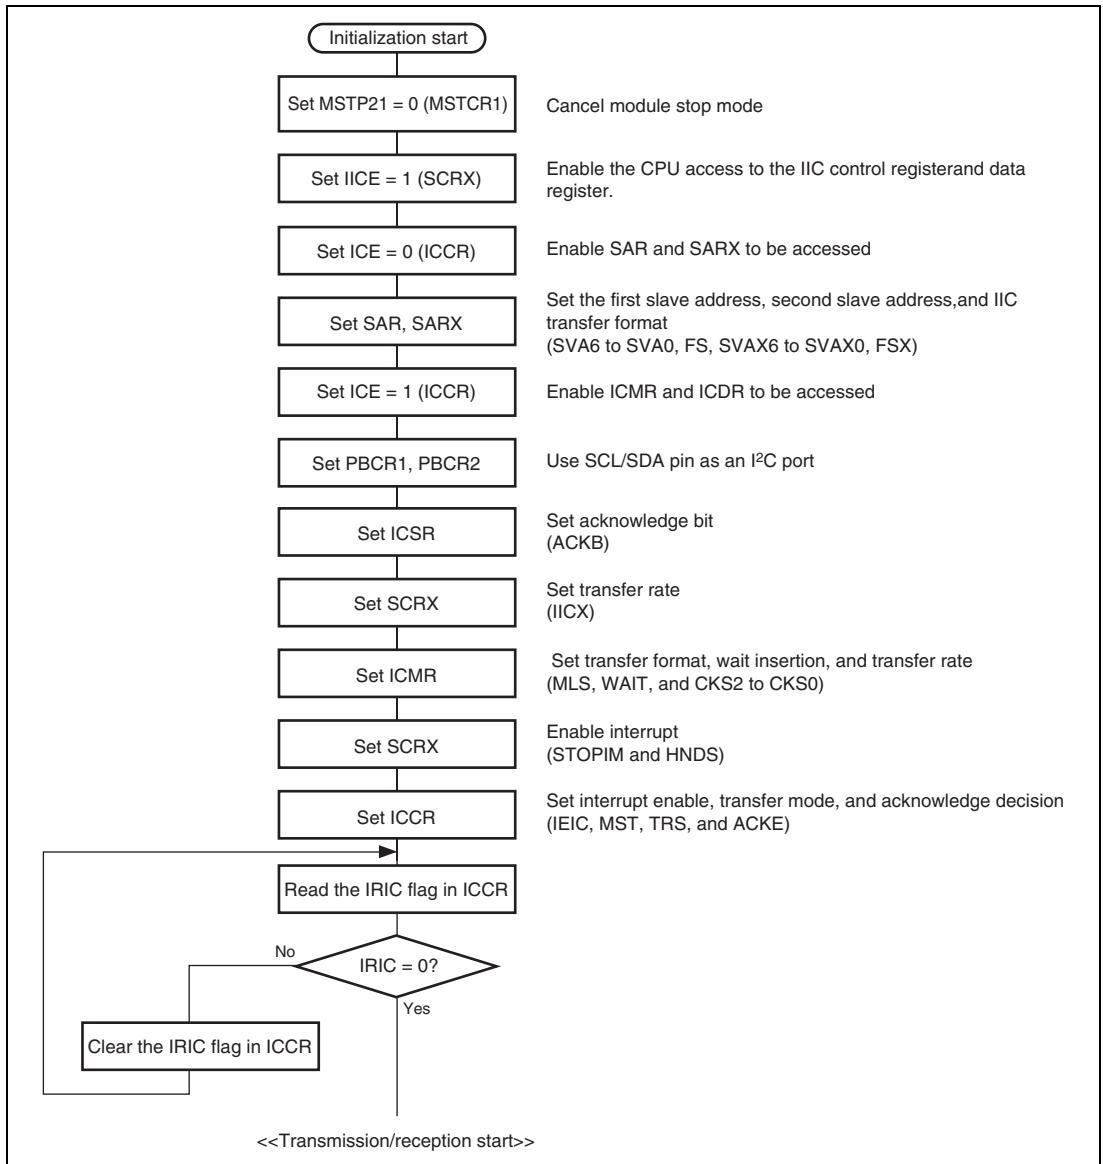 Initialization start
Set MSTP21 = 0 (MSTCR1)
Cancel module stop mode
Set IICE = 1 (SCRX)
Enable the CPU access to the IIC control registerand data
register.
Set ICE = 0 (ICCR)
Enable SAR and SARX to be accessed
Set SAR, SARX
Set the first slave address, second slave address,and IIC
transfer format
(SVA6 to SVA0, FS, SVAX6 to SVAX0, FSX)
Set ICE = 1 (ICCR)
Enable ICMR and ICDR to be accessed
Set PBCR1, PBCR2
Use SCL/SDA pin as an I²C port
Set ICSR
Set acknowledge bit
(ACKB)
Set SCRX
Set transfer rate
(IICX)
Set ICMR
Set transfer format, wait insertion, and transfer rate
(MLS, WAIT, and CKS2 to CKS0)
Set SCRX
Enable interrupt
(STOPIM and HNDS)
Set ICCR
Set interrupt enable, transfer mode, and acknowledge decision
(IEIC, MST, TRS, and ACKE)
Read the IRIC flag in ICCR
No
IRIC = 0?
Yes
Clear the IRIC flag in ICCR
<<Transmission/reception start>>